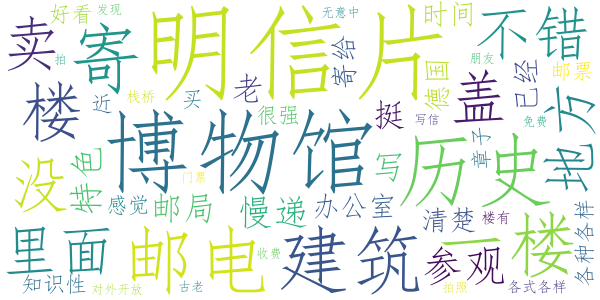 好看
发现
卖
寄
明信片
无意中
寄给
时间
不错
拍
楼
近
栈桥
买
老
很强
德国
挺
朋友
写信
盖
已经
邮票
免费
地方
博物馆
历史
没
特色
感觉
门票
邮局
慢递
写
办公室
章子
清楚
楼有
一楼
各种各样
里面
邮电
建筑
参观
收费
知识性
对外开放
古老
拍照
各式各样